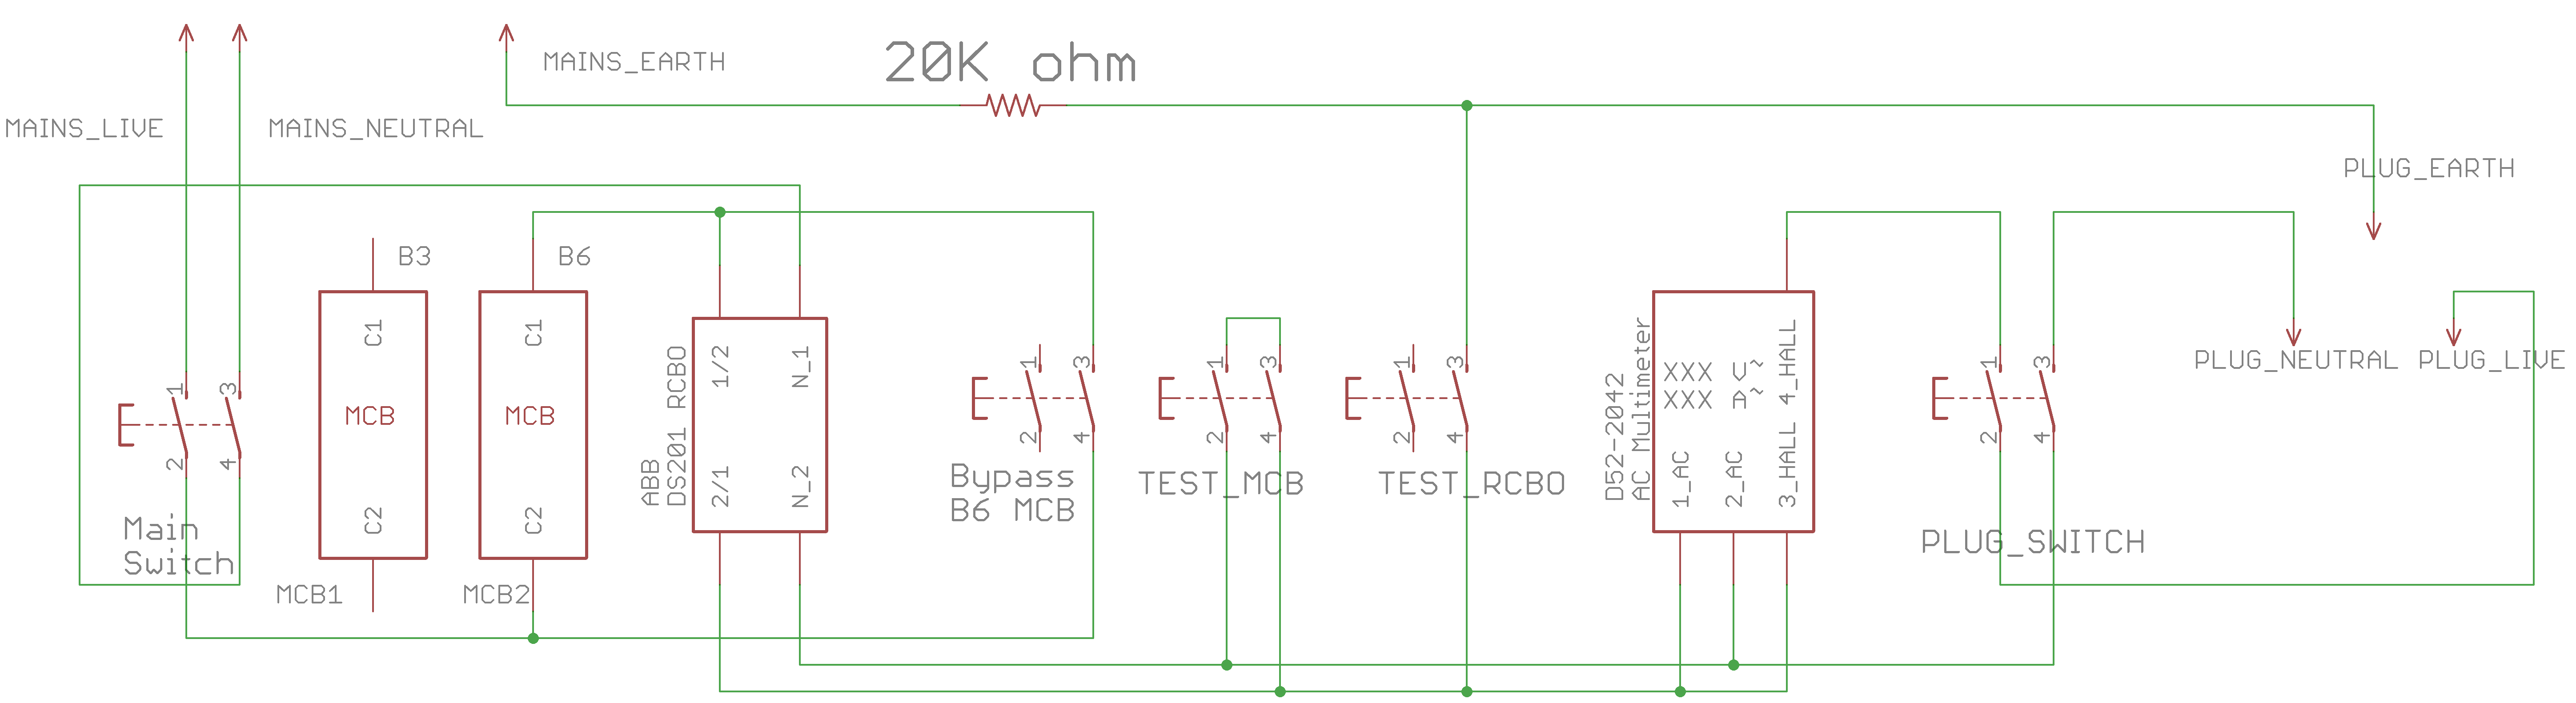 20K ohm
MAINS_EARTH
MAINS_LIVE
MAINS_NEUTRAL
PLUG_EARTH
B3
B6
C1
C1
1/2
N_1
MCB
MCB
C2
C2
2/1
N_2
MCB1
MCB2
ABB
DS201 RCBO
1
3
2
4
Main
Switch
1
3
2
4
Bypass
B6 MCB
1
3
2
4
TEST_MCB
1
3
2
4
TEST_RCBO
D52-2042
AC Multimeter
XXX V~
XXX A~
4_HALL
1_AC
2_AC
3_HALL
1
3
2
4
PLUG_SWITCH
PLUG_NEUTRAL
PLUG_LIVE